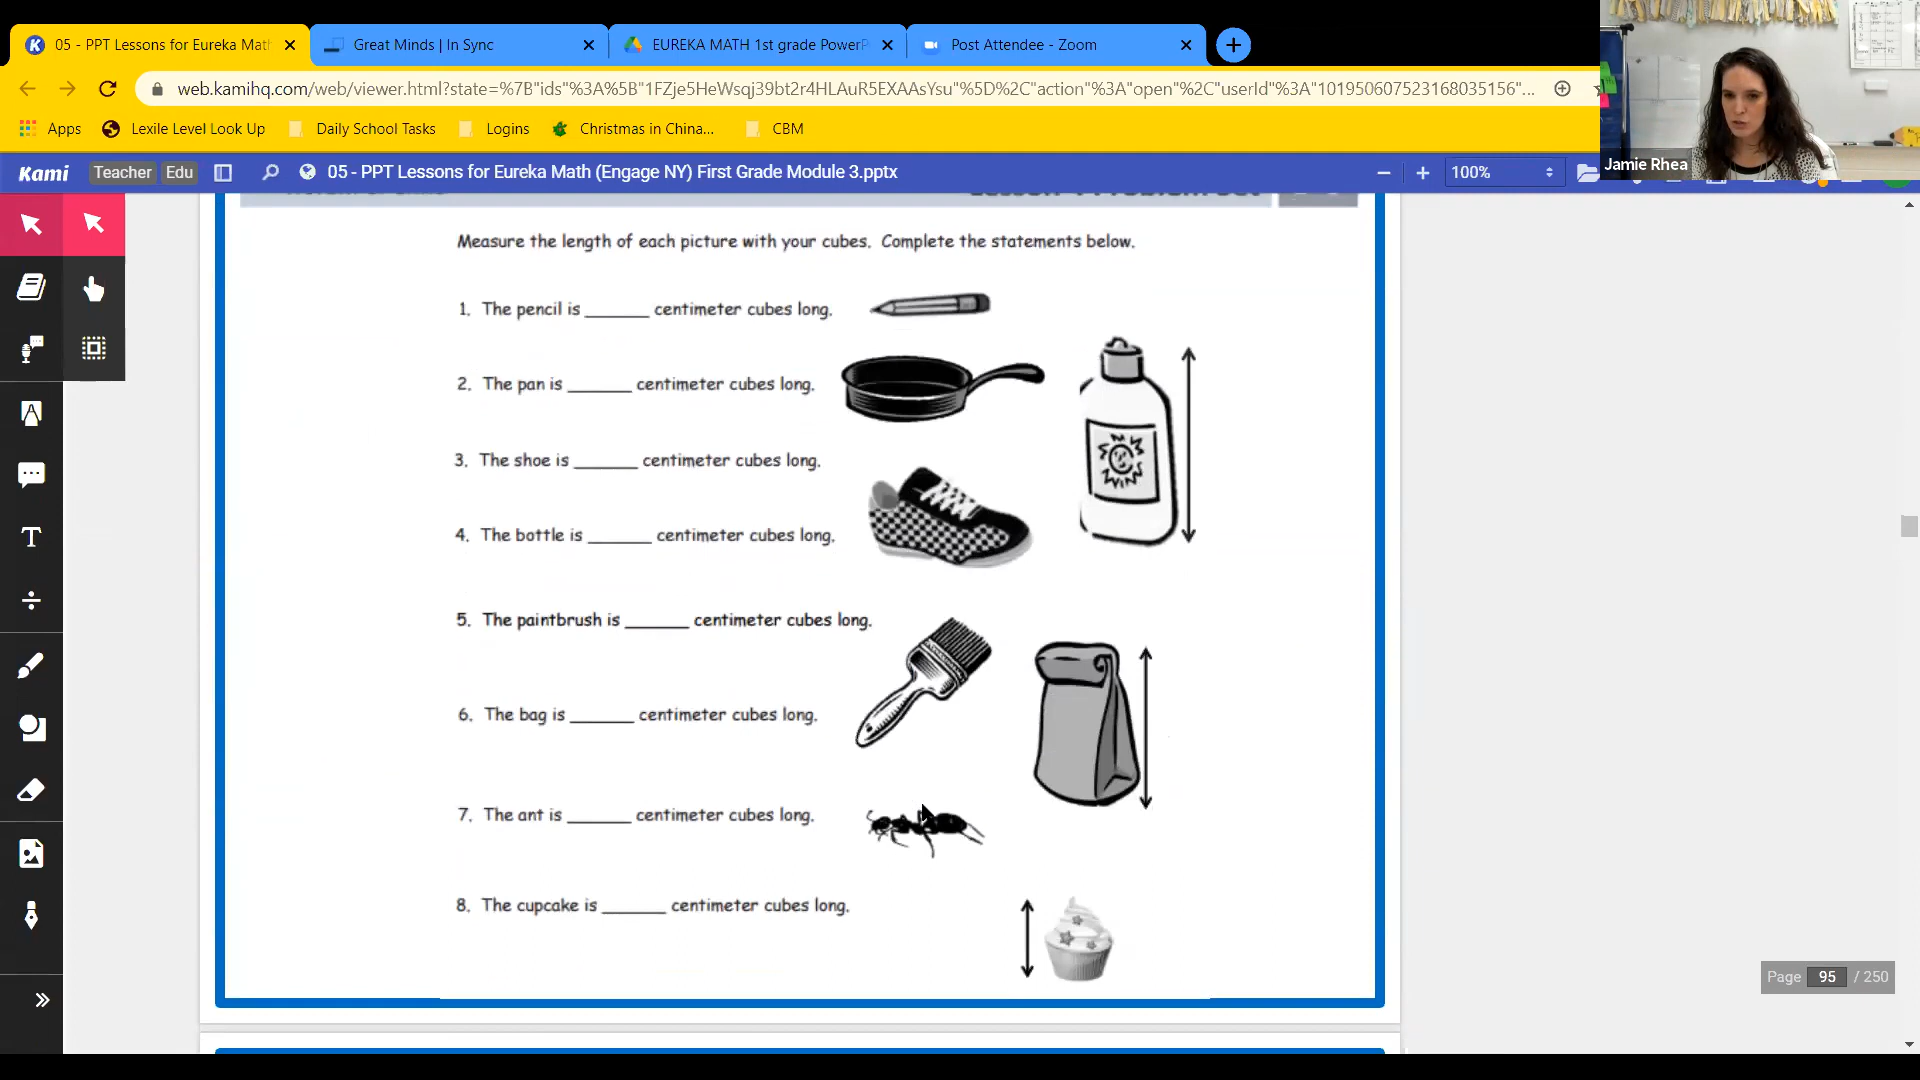 05 - PPT Lessons for Eureka Mat
Great Minds | In Sync
EUREKA MATH 1st grade PowerP
Post Attendee - Zoom
web.kamihq.com/web/viewer.html?state=%7B"ids"%3A%5B"1FZje5HeWsqj39bt2r4HLAuR5EXAAsYsu"%5D%2C"action"%3A"open"%2C"userId"%3A"101950607523168035156"...
Apps
Lexile Level Look Up
Daily School Tasks
Logins
Christmas in China...
CBM
Jamie Rhea
Kami
Teacher
Edu
05 - PPT Lessons for Eureka Math (Engage NY) First Grade Module 3.pptx
100%
Measure the length of each picture with your cubes. Complete the statements below.
1. The pencil is ______ centimeter cubes long.
2. The pan is ______ centimeter cubes long.
3. The shoe is ______ centimeter cubes long.
4. The bottle is ______ centimeter cubes long.
5. The paintbrush is ______ centimeter cubes long.
6. The bag is ______ centimeter cubes long.
7. The ant is ______ centimeter cubes long.
8. The cupcake is ______ centimeter cubes long.
Page 95 / 250